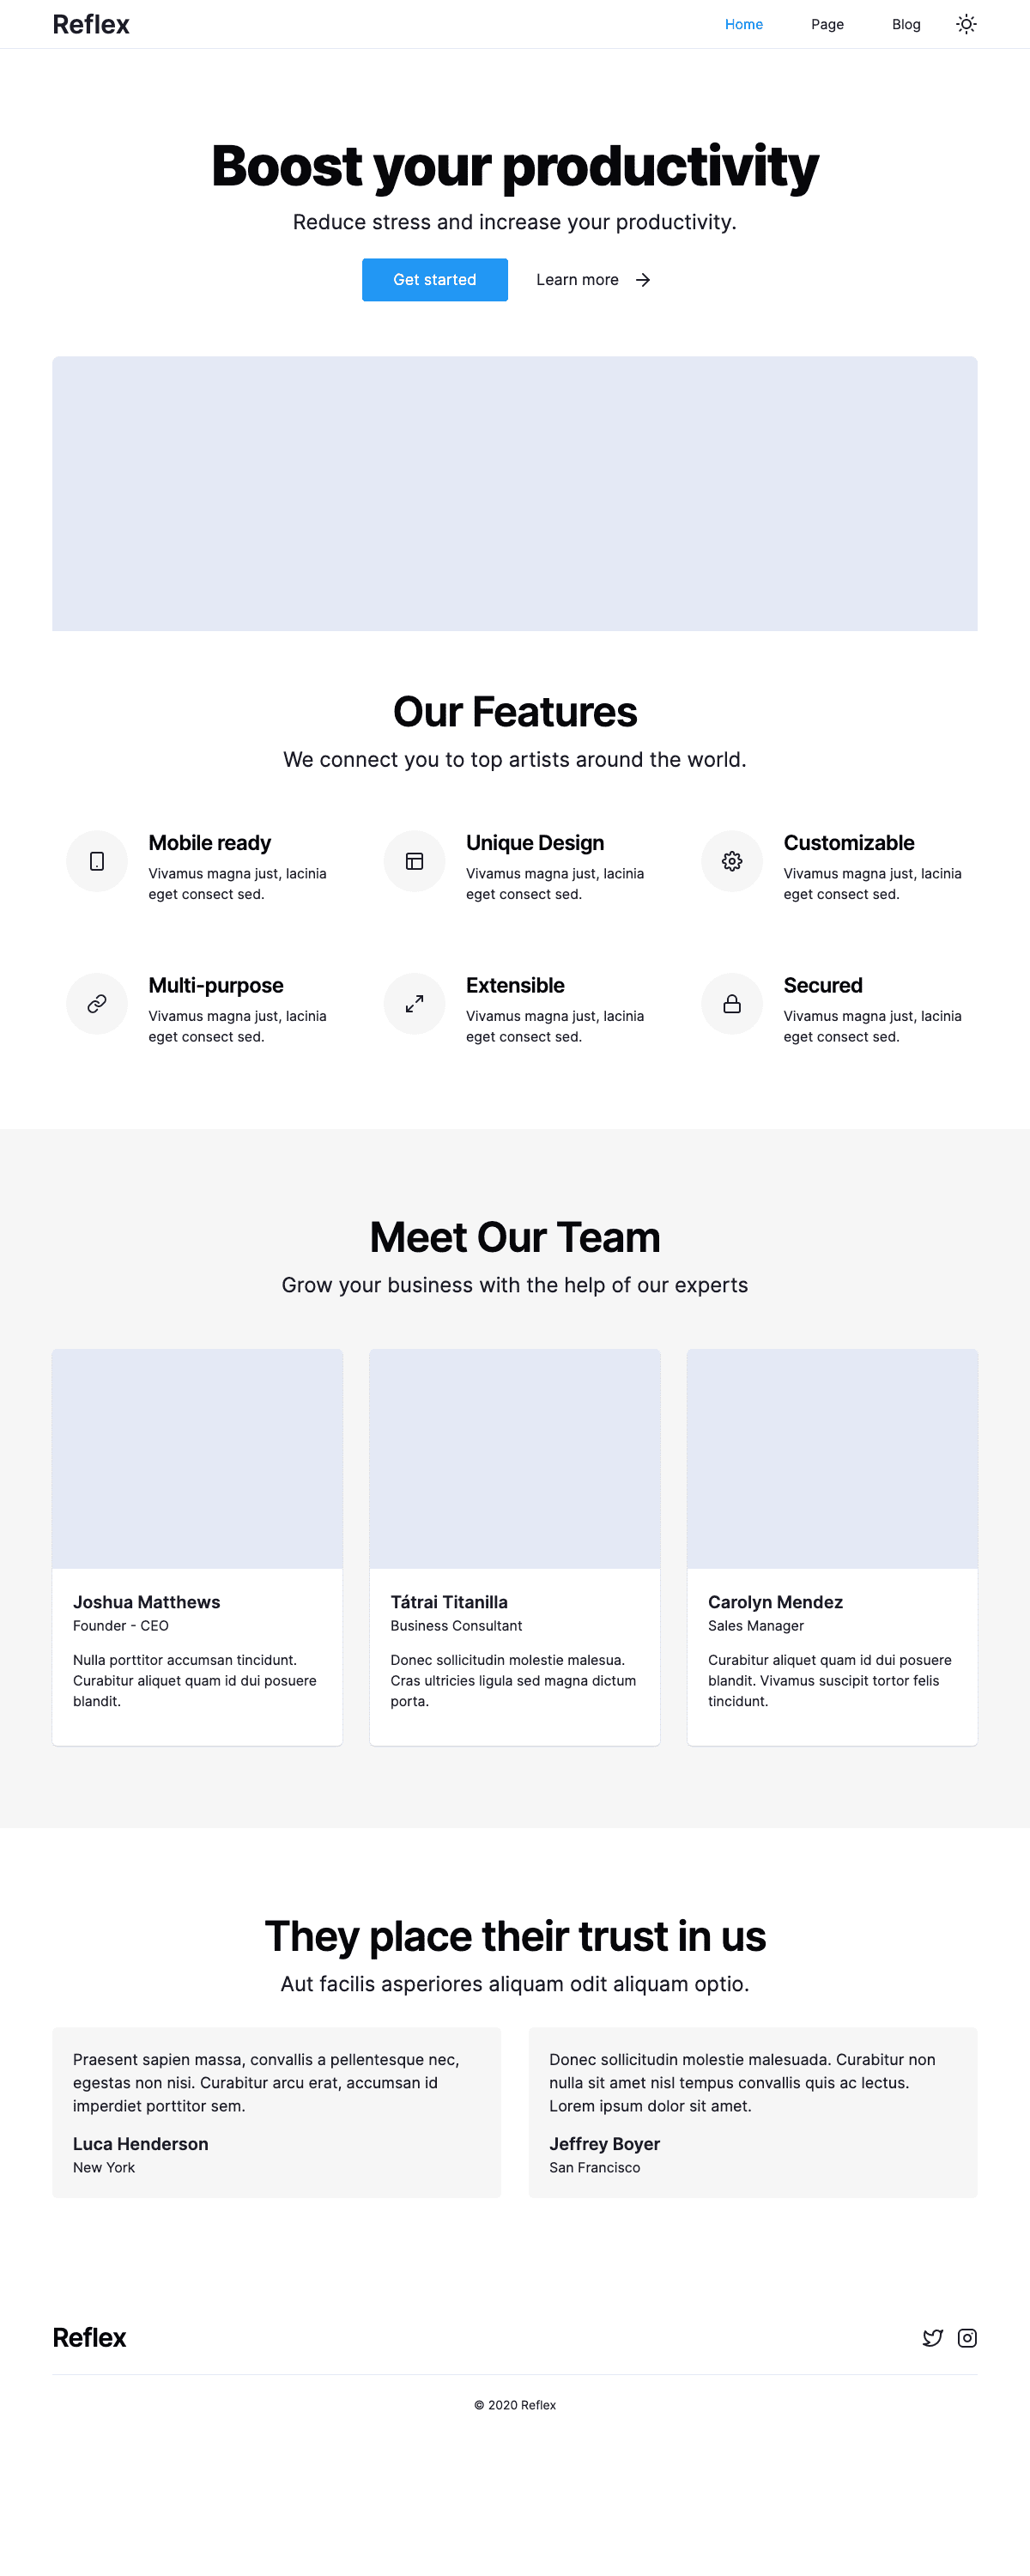 Reflex
Home
Page
Blog
Boost your productivity
Reduce stress and increase your productivity.
Get started
Learn more
Our Features
We connect you to top artists around the world.
Mobile ready
Vivamus magna just, lacinia
eget consect sed.
Unique Design
Vivamus magna just, lacinia
eget consect sed.
Customizable
Vivamus magna just, lacinia
eget consect sed.
Multi-purpose
Vivamus magna just, lacinia
eget consect sed.
Extensible
Vivamus magna just, lacinia
eget consect sed.
Secured
Vivamus magna just, lacinia
eget consect sed.
Meet Our Team
Grow your business with the help of our experts
Joshua Matthews
Founder - CEO
Nulla porttitor accumsan tincidunt.
Curabitur aliquet quam id dui posuere
blandit.
Tátrai Titanilla
Business Consultant
Donec sollicitudin molestie malesua.
Cras ultricies ligula sed magna dictum
porta.
Carolyn Mendez
Sales Manager
Curabitur aliquet quam id dui posuere
blandit. Vivamus suscipit tortor felis
tincidunt.
They place their trust in us
Aut facilis asperiores aliquam odit aliquam optio.
Praesent sapien massa, convallis a pellentesque nec,
egestas non nisi. Curabitur arcu erat, accumsan id
imperdiet porttitor sem.
Luca Henderson
New York
Donec sollicitudin molestie malesuada. Curabitur non
nulla sit amet nisl tempus convallis quis ac lectus.
Lorem ipsum dolor sit amet.
Jeffrey Boyer
San Francisco
Reflex
© 2020 Reflex